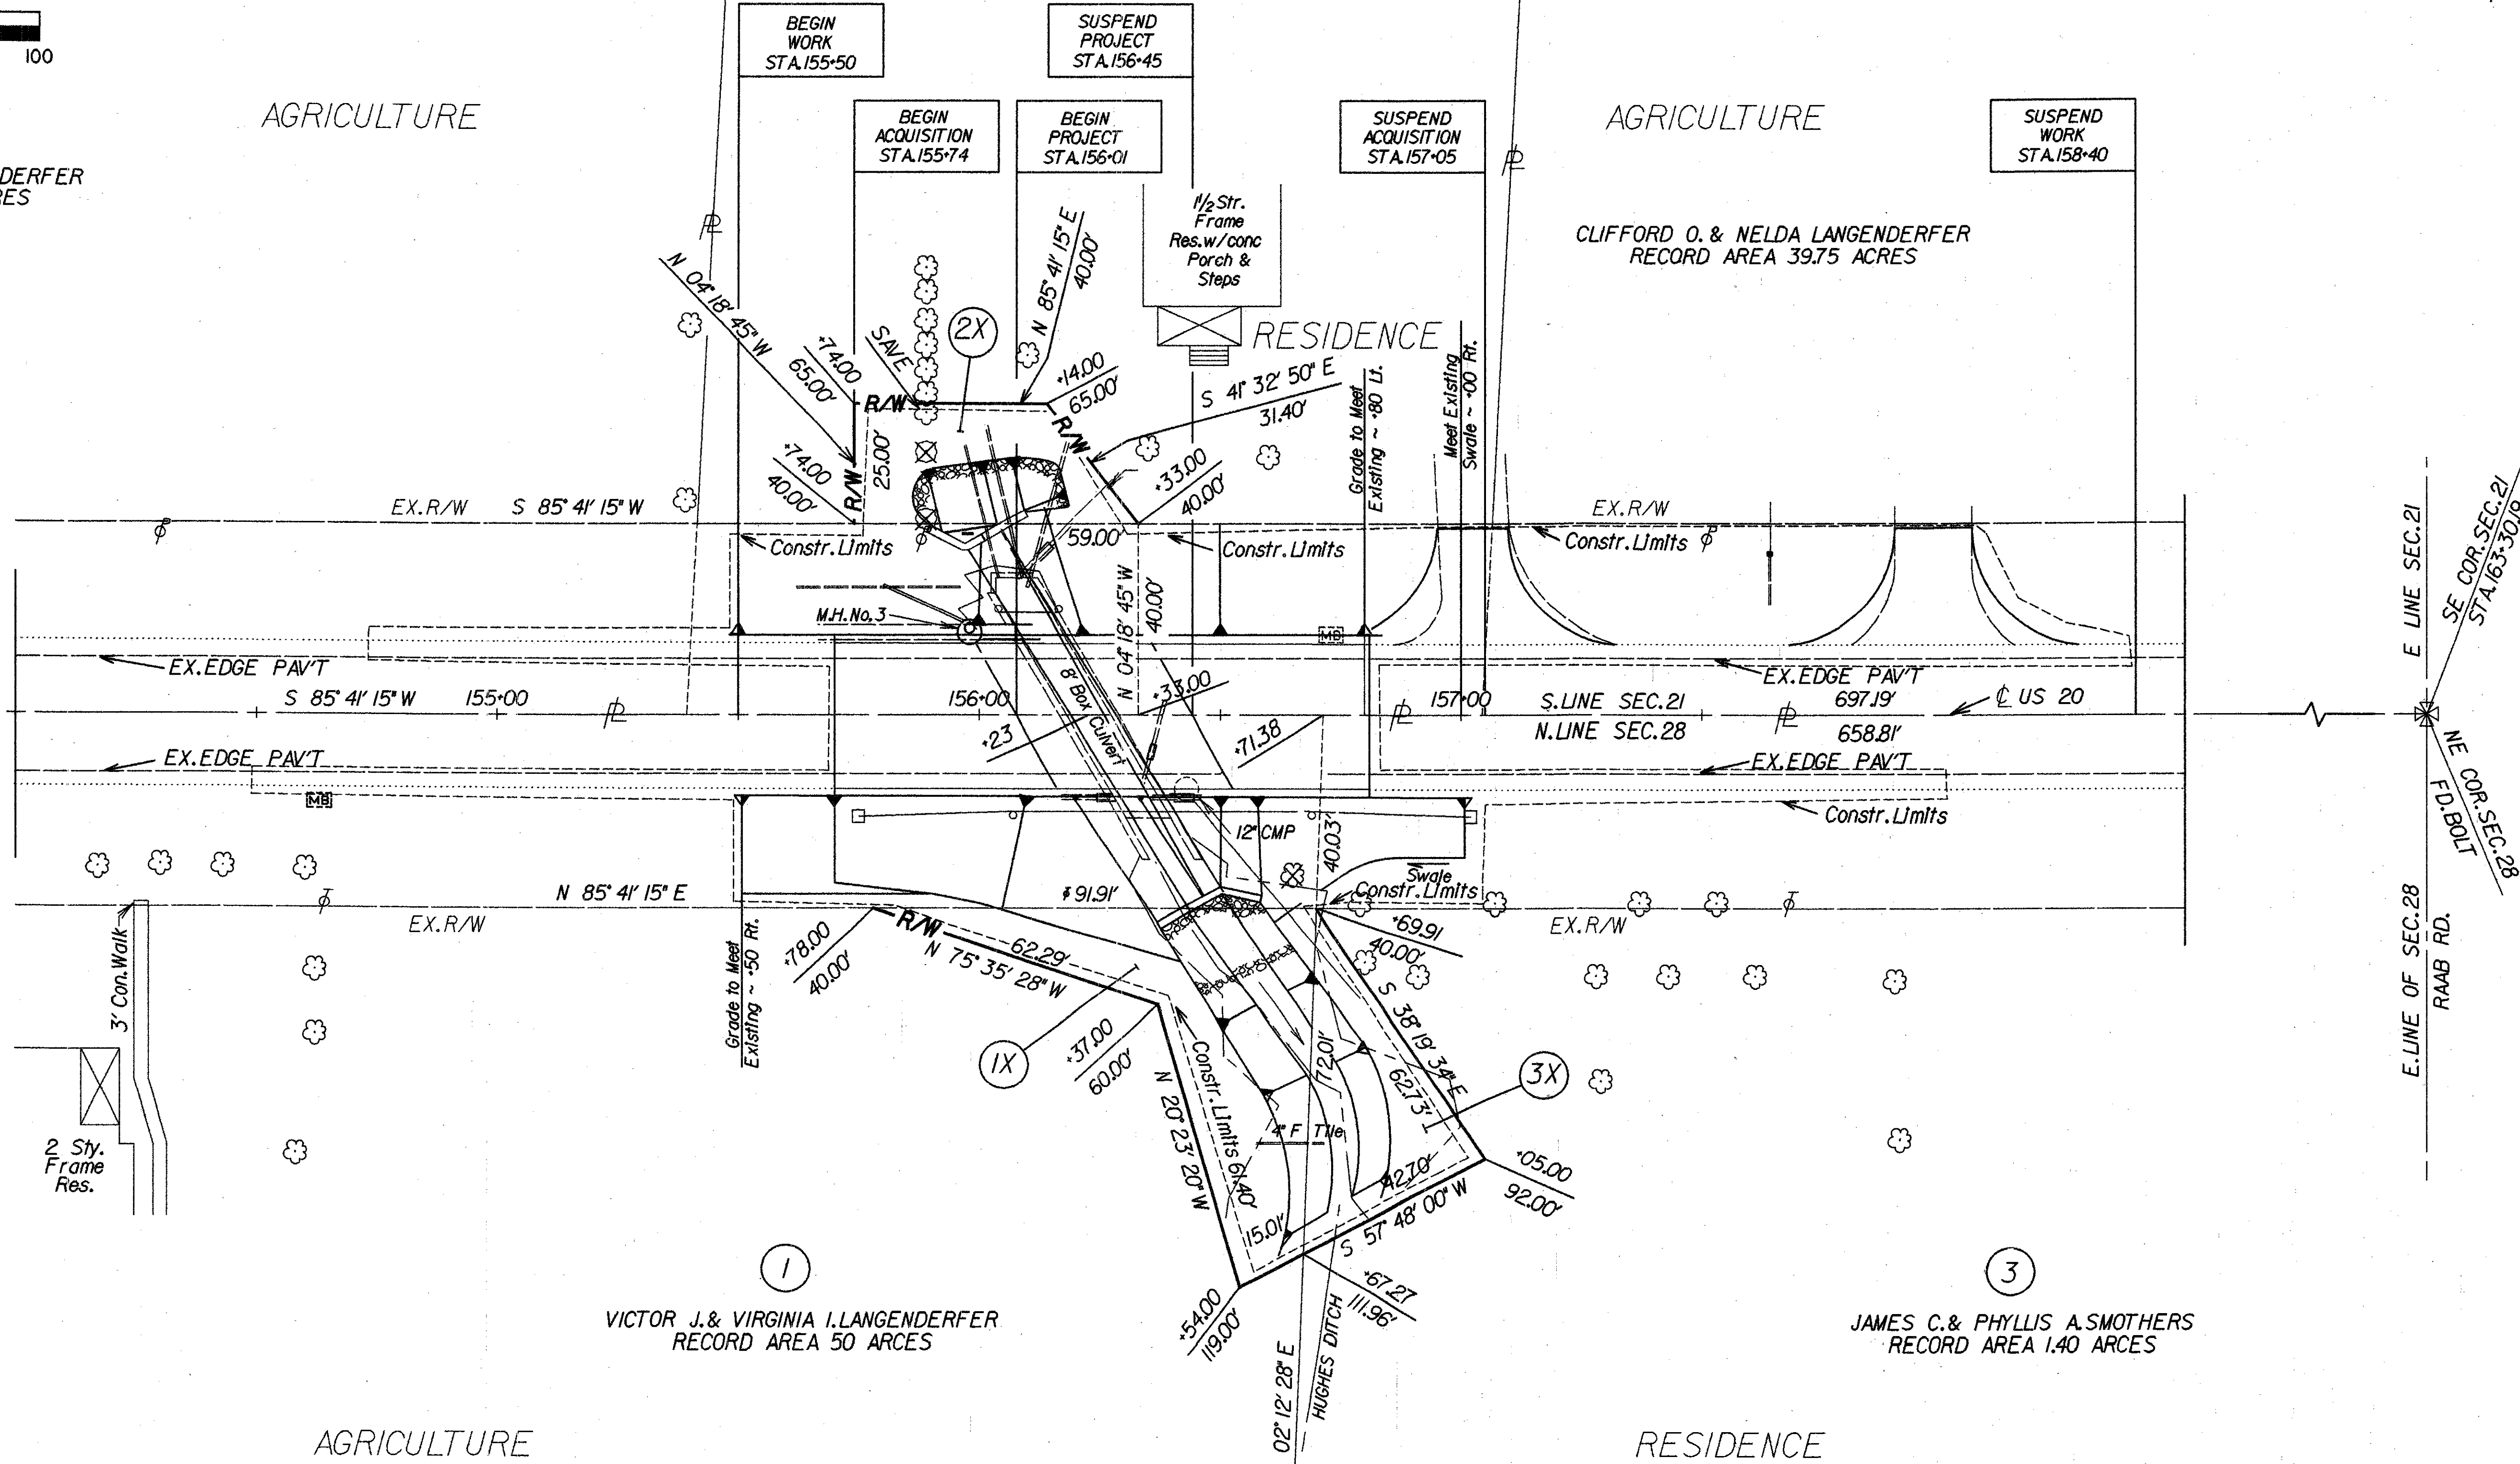 100
BEGIN
WORK
STA.155+50
SUSPEND
PROJECT
STA.156+45
BEGIN
ACQUISITION
STA.155+74
BEGIN
PROJECT
STA.156+01
SUSPEND
ACQUISITION
STA.157+05
SUSPEND
WORK
STA.158+40
AGRICULTURE
AGRICULTURE
DERFER
RES
1½ Str.
Frame
Res.w/conc
Porch &
Steps
CLIFFORD O. & NELDA LANGENDERFER
RECORD AREA 39.75 ACRES
RESIDENCE
N 04° 18' 45" W
SAVE
2X
N 85° 41' 15" E
40.00'
+74.00
65.00'
+14.00
65.00'
R/W
R/W
R/W
25.00'
S 41° 32' 50" E
31.40'
+74.00
40.00'
+33.00
40.00'
Grade to Meet
Existing ~ +80 Lt.
Meet Existing
Swale ~ +00 Rt.
EX.R/W
S 85° 41' 15" W
EX.R/W
Constr.Limits
59.00'
Constr.Limits
Constr.Limits
N 04° 18' 45" W
40.00'
M.H.No.3
MB
EX.EDGE PAV'T
EX.EDGE PAV'T
8' Box Culvert
S 85° 41' 15" W
155+00
156+00
+33.00
157+00
S.LINE SEC.21
697.19'
℄ US 20
N.LINE SEC.28
658.81'
+23
+71.38
EX.EDGE PAV'T
EX.EDGE PAV'T
MB
Constr.Limits
E LINE SEC.21
SE COR.SEC.21
NE COR.SEC.28
FD.BOLT
E.LINE OF SEC.28
RAAB RD.
12" CMP
40.03'
Swale
Constr.Limits
N 85° 41' 15" E
91.91'
EX.R/W
EX.R/W
R/W
62.29'
N 75° 35' 28" W
+78.00
40.00'
+69.91
40.00'
3' Con.Walk
Grade to Meet
Existing ~ +50 Rt.
1X
+37.00
60.00'
Constr.Limits
61.40'
N 20° 23' 20" W
72.01'
S 38° 19' 34" E
62.73'
3X
4" F Tile
42.70'
15.01'
S 57° 48' 00" W
+05.00
92.00'
2 Sty.
Frame
Res.
+54.00
119.00'
+67.27
111.96'
HUGHES DITCH
02° 12' 28" E
1
VICTOR J.& VIRGINIA I.LANGENDERFER
RECORD AREA 50 ARCES
3
JAMES C.& PHYLLIS A.SMOTHERS
RECORD AREA 1.40 ARCES
AGRICULTURE
RESIDENCE